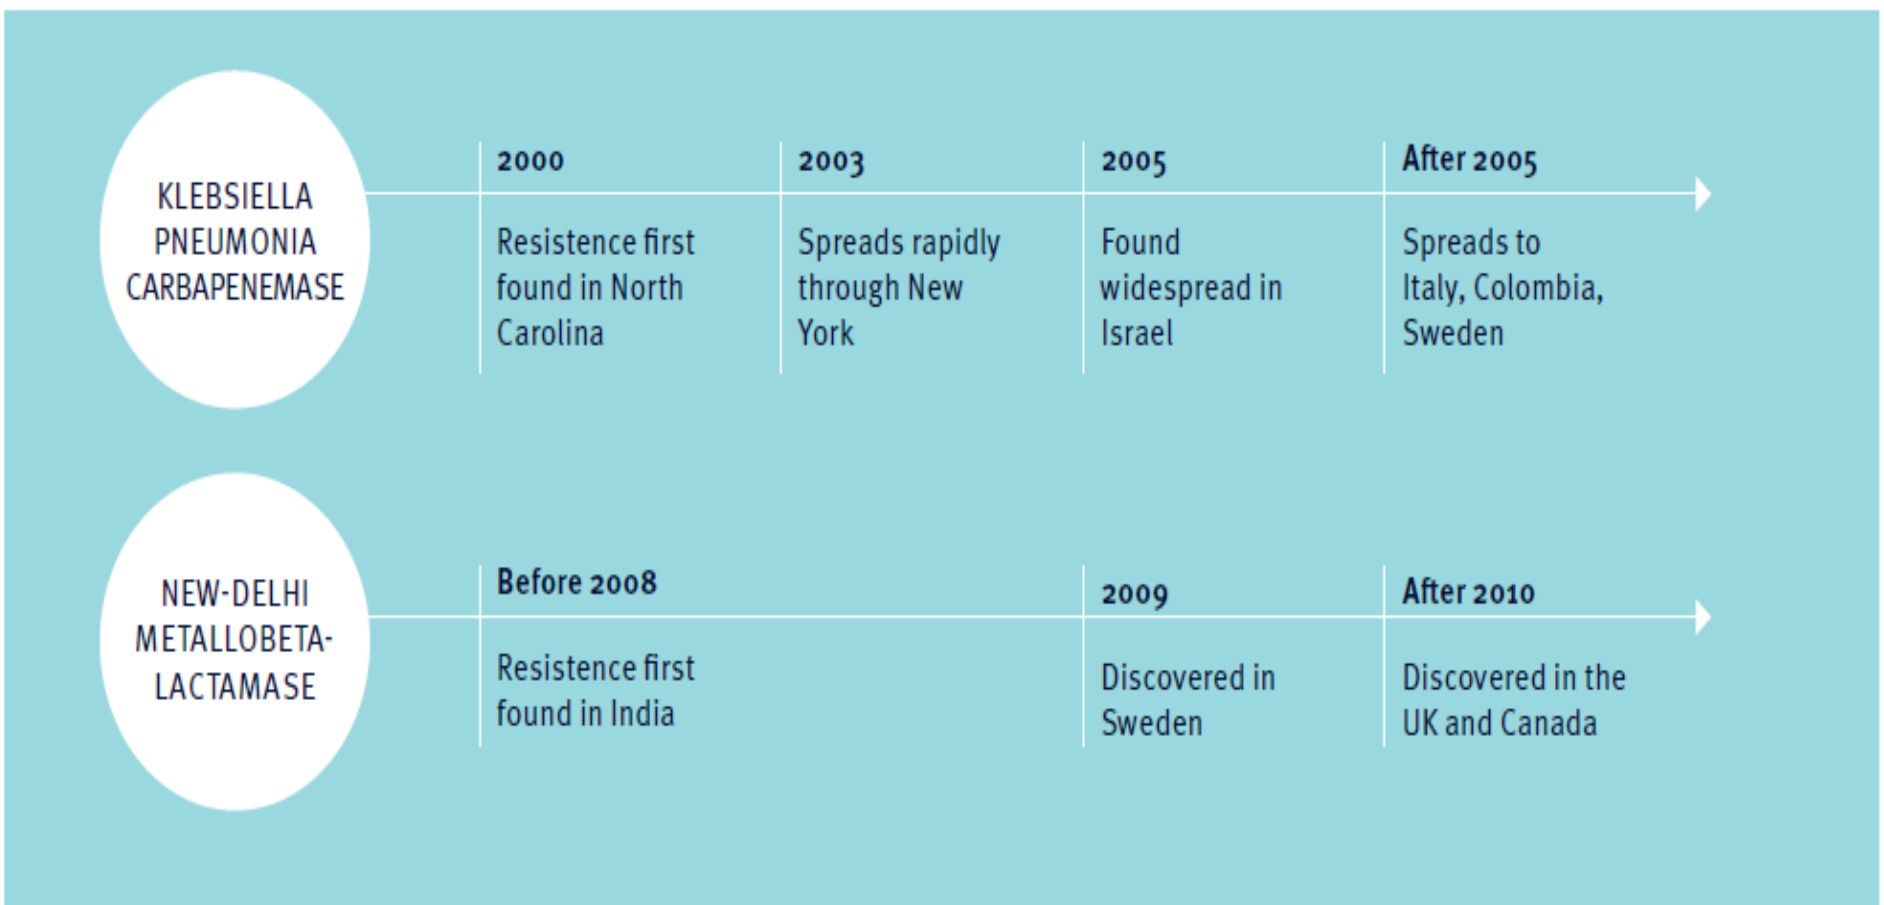 KLEBSIELLA
PNEUMONIA
CARBAPENEMASE
2000
Resistence first
found in North
Carolina
2003
Spreads rapidly
through New
York
2005
Found
widespread in
Israel
After 2005
Spreads to
Italy, Colombia,
Sweden
NEW-DELHI
METALLOBETA-
LACTAMASE
Before 2008
Resistence first
found in India
2009
Discovered in
Sweden
After 2010
Discovered in the
UK and Canada